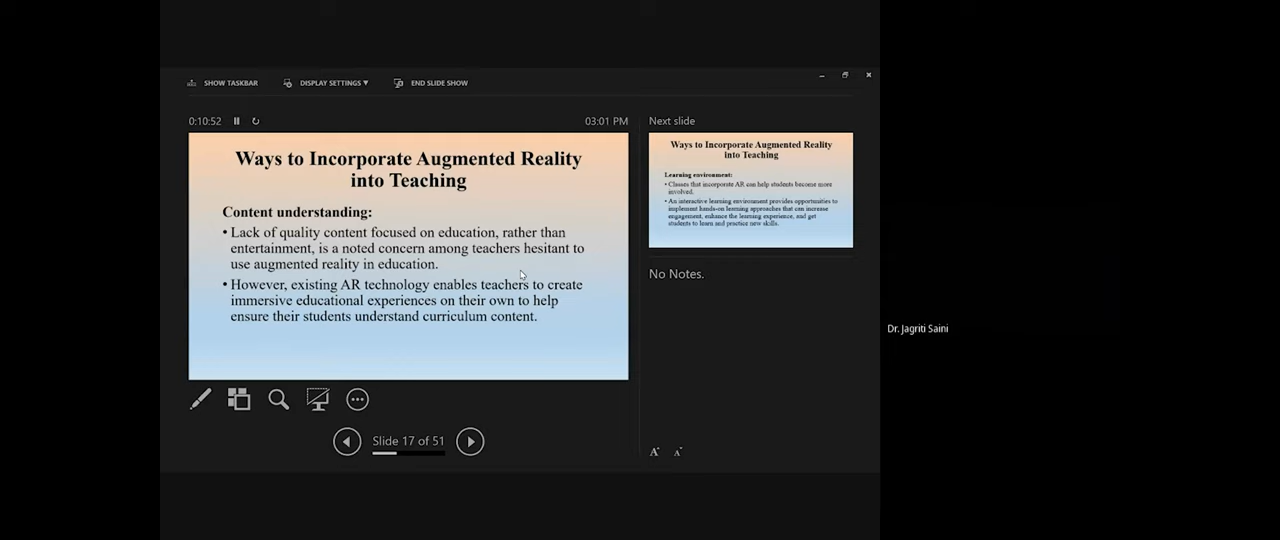 SHOW TASKBAR DISPLAY SETTINGS ▼ END SLIDE SHOW
0:10:52 03:01 PM
Ways to Incorporate Augmented Reality
into Teaching
Content understanding:
• Lack of quality content focused on education, rather than
entertainment, is a noted concern among teachers hesitant to
use augmented reality in education.
• However, existing AR technology enables teachers to create
immersive educational experiences on their own to help
ensure their students understand curriculum content.
Slide 17 of 51
Next slide
Ways to Incorporate Augmented Reality
into Teaching
Learning environment:
• Classes that incorporate AR can help students become more
involved.
• An interactive learning environment provides opportunities to
implement hands-on learning approaches that can increase
engagement, enhance the learning experience, and get
students to learn and practice new skills.
No Notes.
A A
Dr. Jagriti Saini